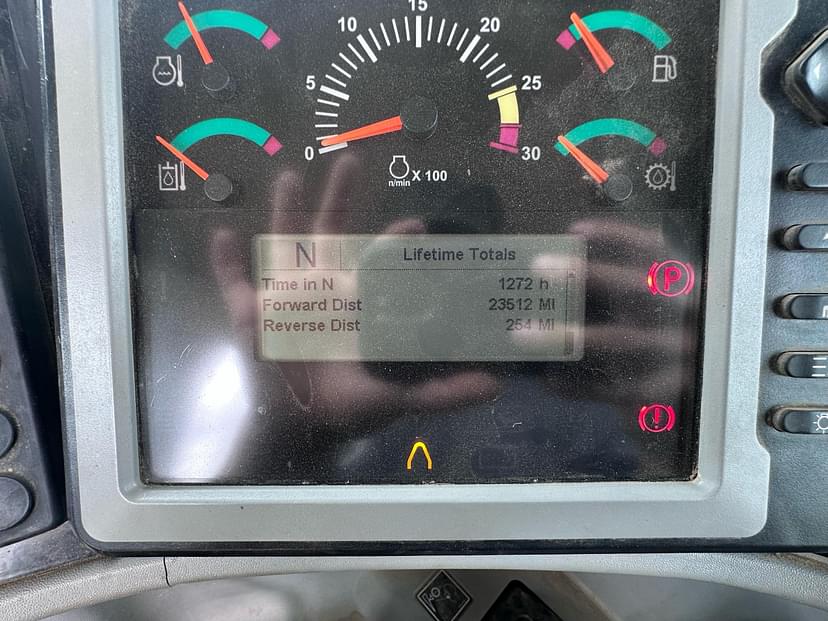 15
10
20
5
25
0
30
n/min X 100
N
Lifetime Totals
Time in N 1272 h
Forward Dist 23512 MI
Reverse Dist 254 MI
P
!